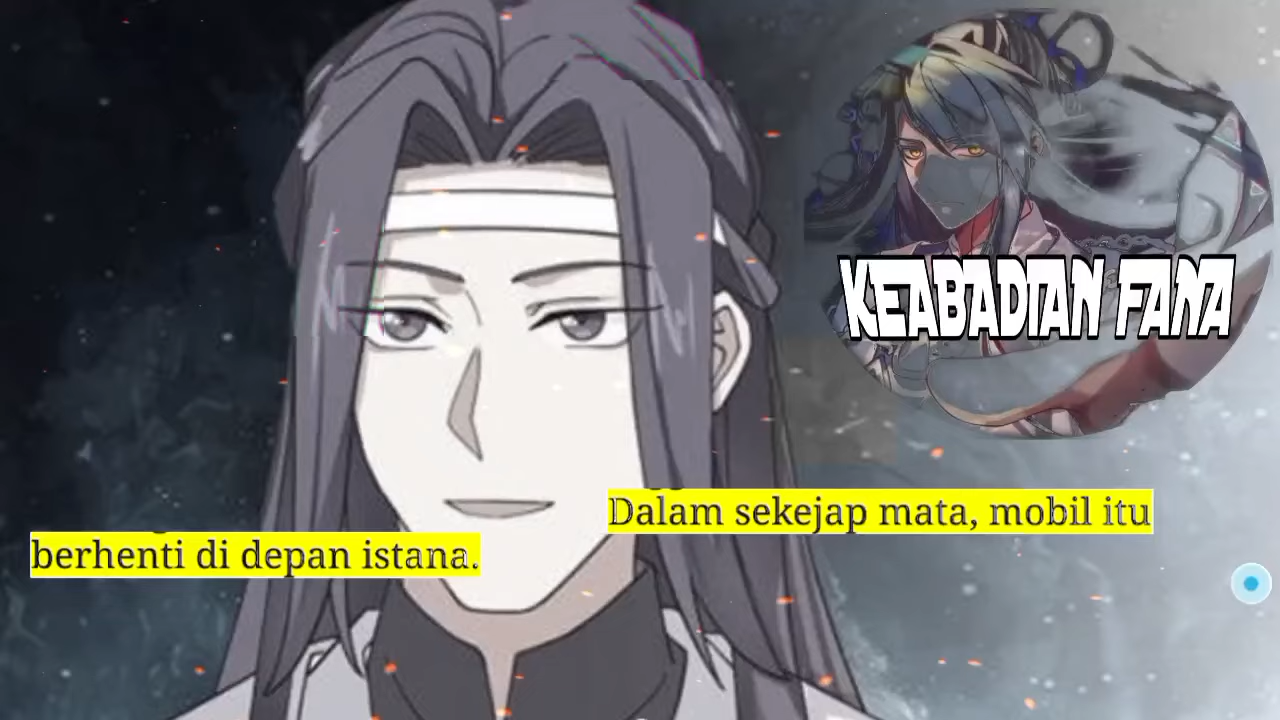 KEABADIAN FANA
Dalam sekejap mata, mobil itu
berhenti di depan istana.